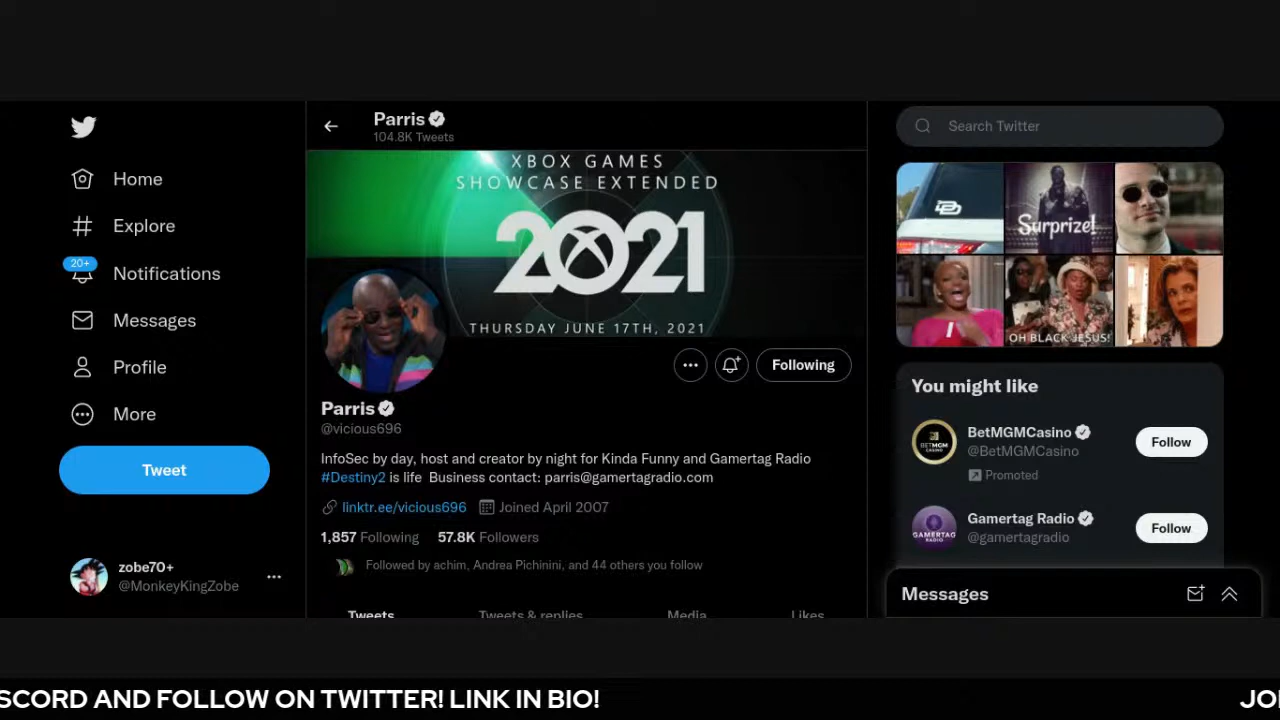 Home
Explore
20+
Notifications
Messages
Profile
More
Tweet
zobe70+
@MonkeyKingZobe
Parris
104.8K Tweets
XBOX GAMES
SHOWCASE EXTENDED
2021
THURSDAY JUNE 17TH, 2021
Following
Parris
@vicious696
InfoSec by day, host and creator by night for Kinda Funny and Gamertag Radio
#Destiny2 is life Business contact: parris@gamertagradio.com
linktr.ee/vicious696 Joined April 2007
1,857 Following 57.8K Followers
Followed by achim, Andrea Pichinini, and 44 others you follow
Tweets Tweets & replies Media Likes
Search Twitter
Surprize!
I
OH BLACK JESUS!
You might like
BETMGM
CASINO
BetMGMCasino
@BetMGMCasino
Promoted
Follow
GAMERTAG
RADIO
Gamertag Radio
@gamertagradio
Follow
Messages
SCORD AND FOLLOW ON TWITTER! LINK IN BIO! JO